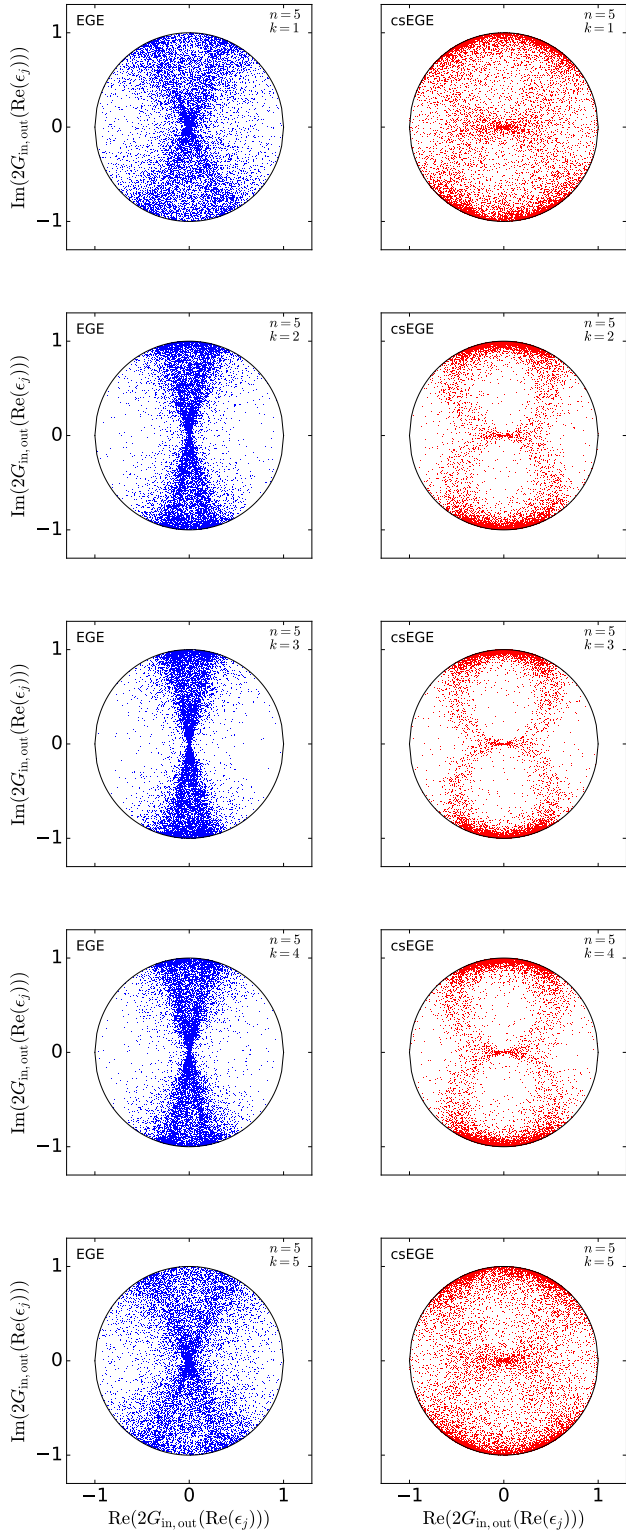 EGE
n=5
k=1
csEGE
n=5
k=1
1
0
−1
Im(2G_in, out(Re(ϵ_j)))
EGE
n=5
k=2
csEGE
n=5
k=2
1
0
−1
Im(2G_in, out(Re(ϵ_j)))
EGE
n=5
k=3
csEGE
n=5
k=3
1
0
−1
Im(2G_in, out(Re(ϵ_j)))
EGE
n=5
k=4
csEGE
n=5
k=4
1
0
−1
Im(2G_in, out(Re(ϵ_j)))
EGE
n=5
k=5
csEGE
n=5
k=5
1
0
−1
Im(2G_in, out(Re(ϵ_j)))
−1 0 1
−1 0 1
Re(2G_in, out(Re(ϵ_j)))
Re(2G_in, out(Re(ϵ_j)))